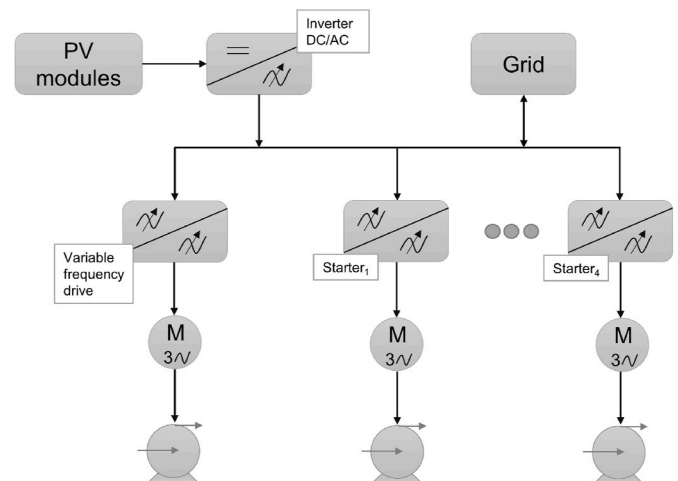 PV
modules
Inverter
DC/AC
Grid
Variable
frequency
drive
Starter₁
Starter₄
M
3∿
M
3∿
M
3∿